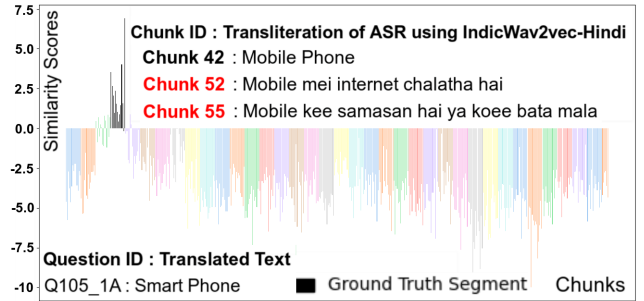 7.5
5.0
2.5
0.0
-2.5
-5.0
-7.5
-10
Similarity Scores
Chunk ID : Transliteration of ASR using IndicWav2vec-Hindi
Chunk 42 : Mobile Phone
Chunk 52 : Mobile mei internet chalatha hai
Chunk 55 : Mobile kee samasan hai ya koee bata mala
Question ID : Translated Text
Q105_1A : Smart Phone
Ground Truth Segment
Chunks